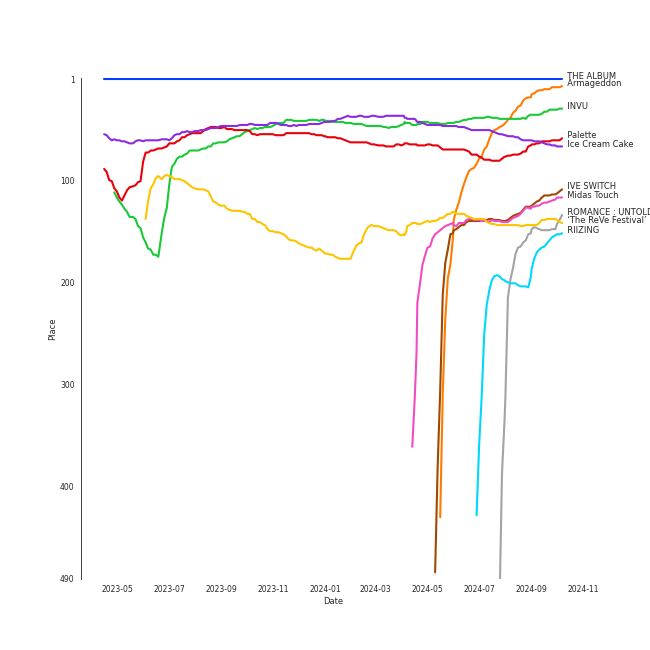 1
100
200
300
400
490
Place
2023-05
2023-07
2023-09
2023-11
2024-01
2024-03
2024-05
2024-07
2024-09
2024-11
Date
THE ALBUM
Armageddon
INVU
Palette
Ice Cream Cake
IVE SWITCH
Midas Touch
ROMANCE : UNTOLD
'The ReVe Festival'
RIIZING